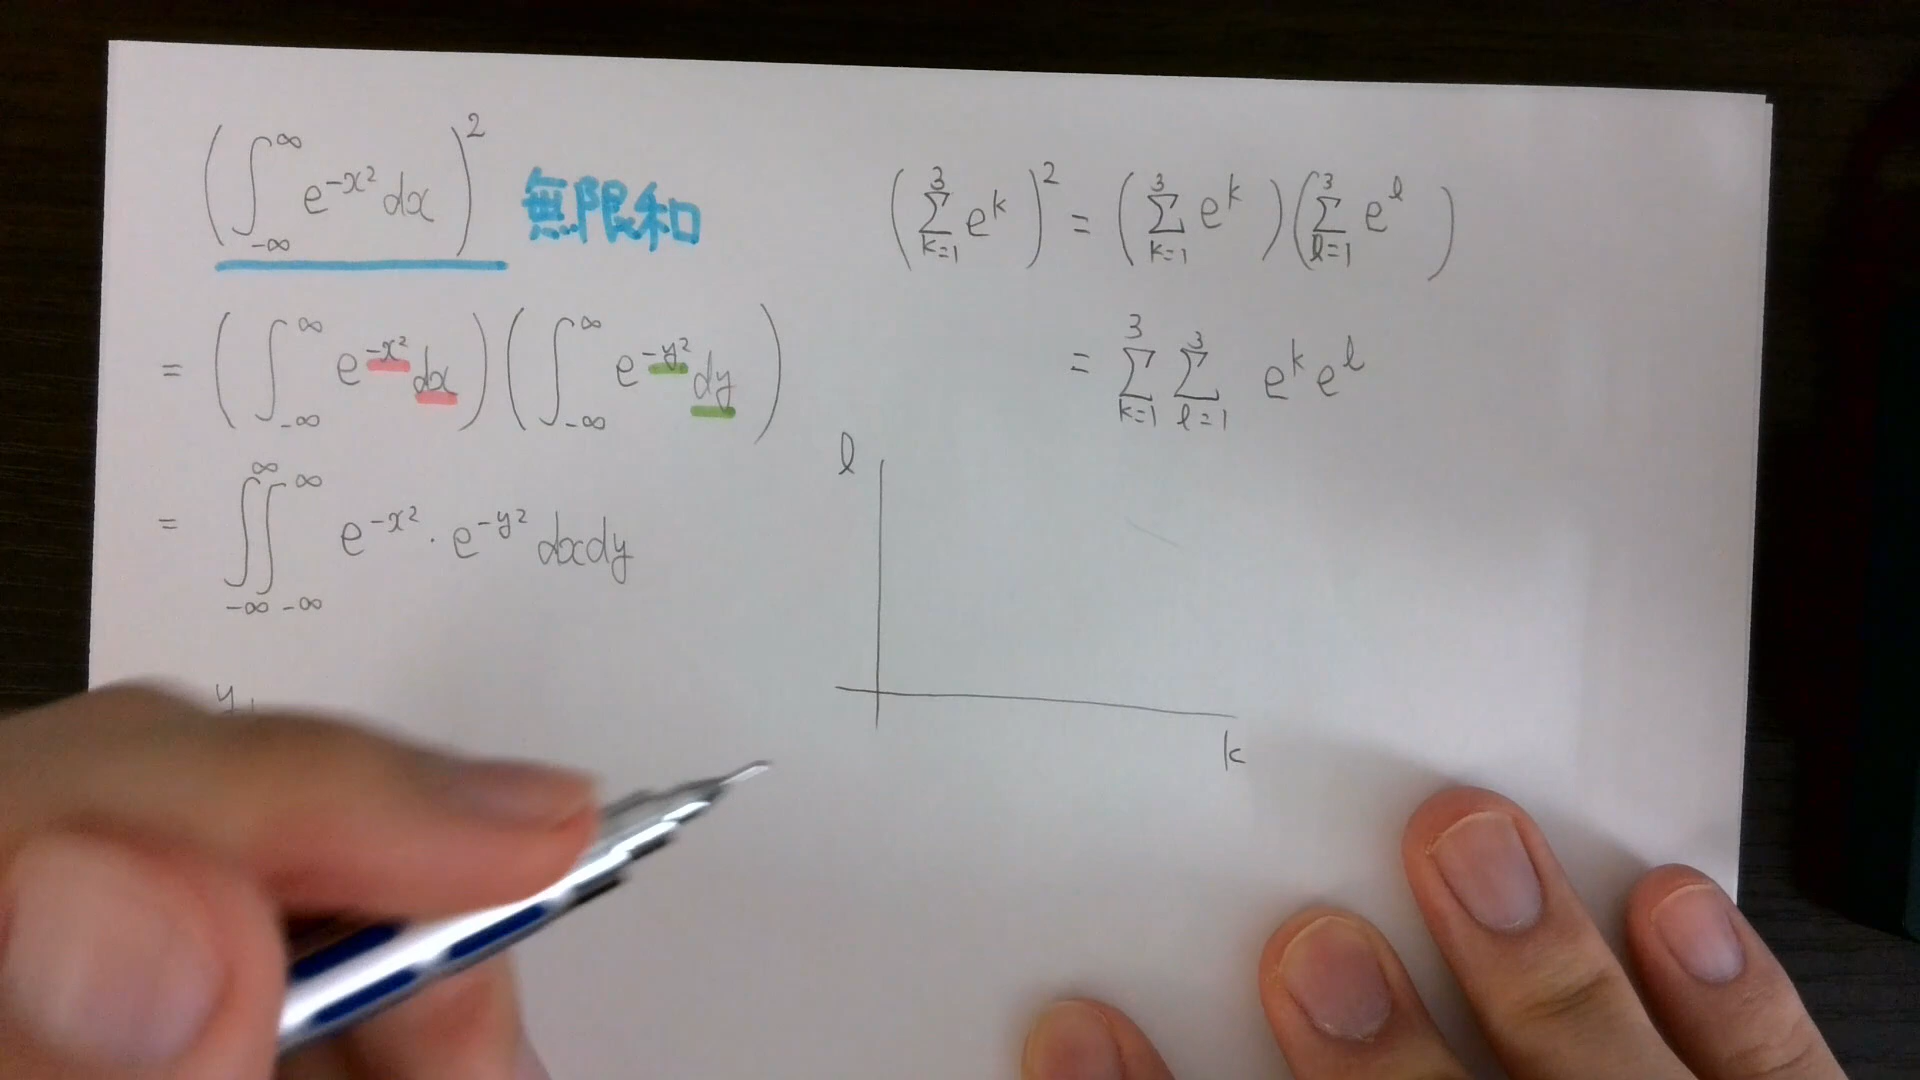 (∫_{-∞}^{∞} e^{-x²} dx)² 無限和
= (∫_{-∞}^{∞} e^{-x²} dx)(∫_{-∞}^{∞} e^{-y²} dy)
= ∫_{-∞}^{∞}∫_{-∞}^{∞} e^{-x²}·e^{-y²} dxdy
y
(Σ_{k=1}^{3} e^k)² = (Σ_{k=1}^{3} e^k)(Σ_{l=1}^{3} e^l)
= Σ_{k=1}^{3} Σ_{l=1}^{3} e^k e^l
l
k